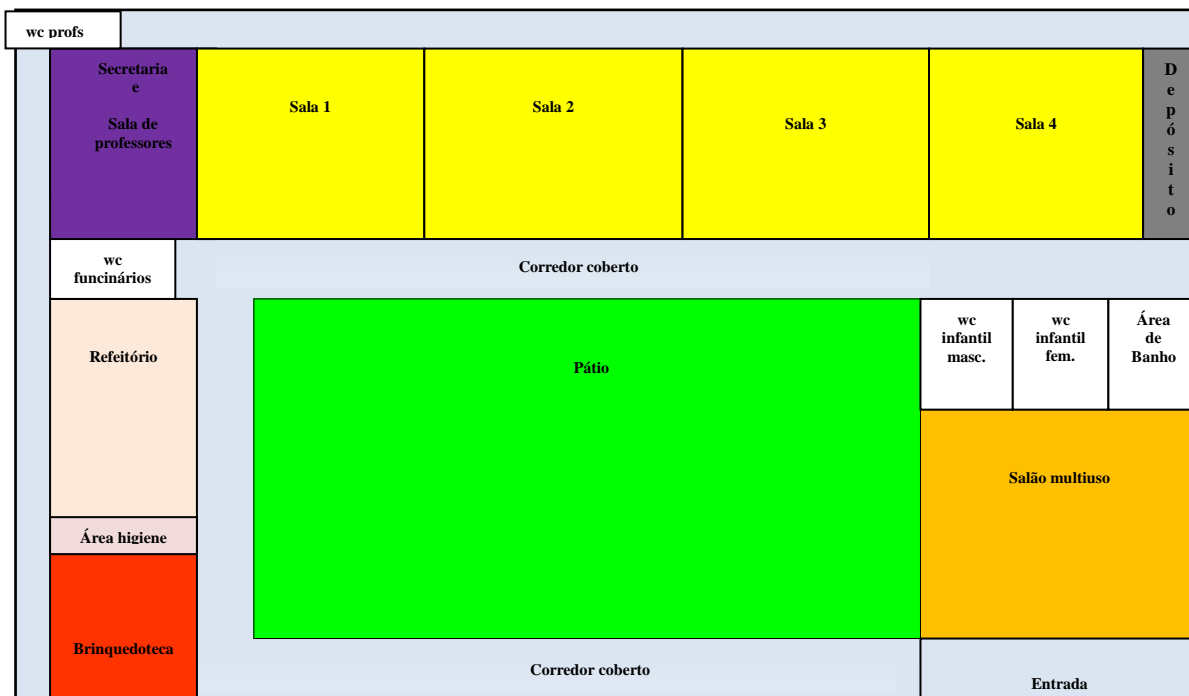 wc profs
Secretaria
e
Sala de
professores
Sala 1
Sala 2
Sala 3
Sala 4
D
e
p
ó
s
i
t
o
wc
funcinários
Corredor coberto
Refeitório
Pátio
wc
infantil
masc.
wc
infantil
fem.
Área
de
Banho
Salão multiuso
Área higiene
Brinquedoteca
Corredor coberto
Entrada